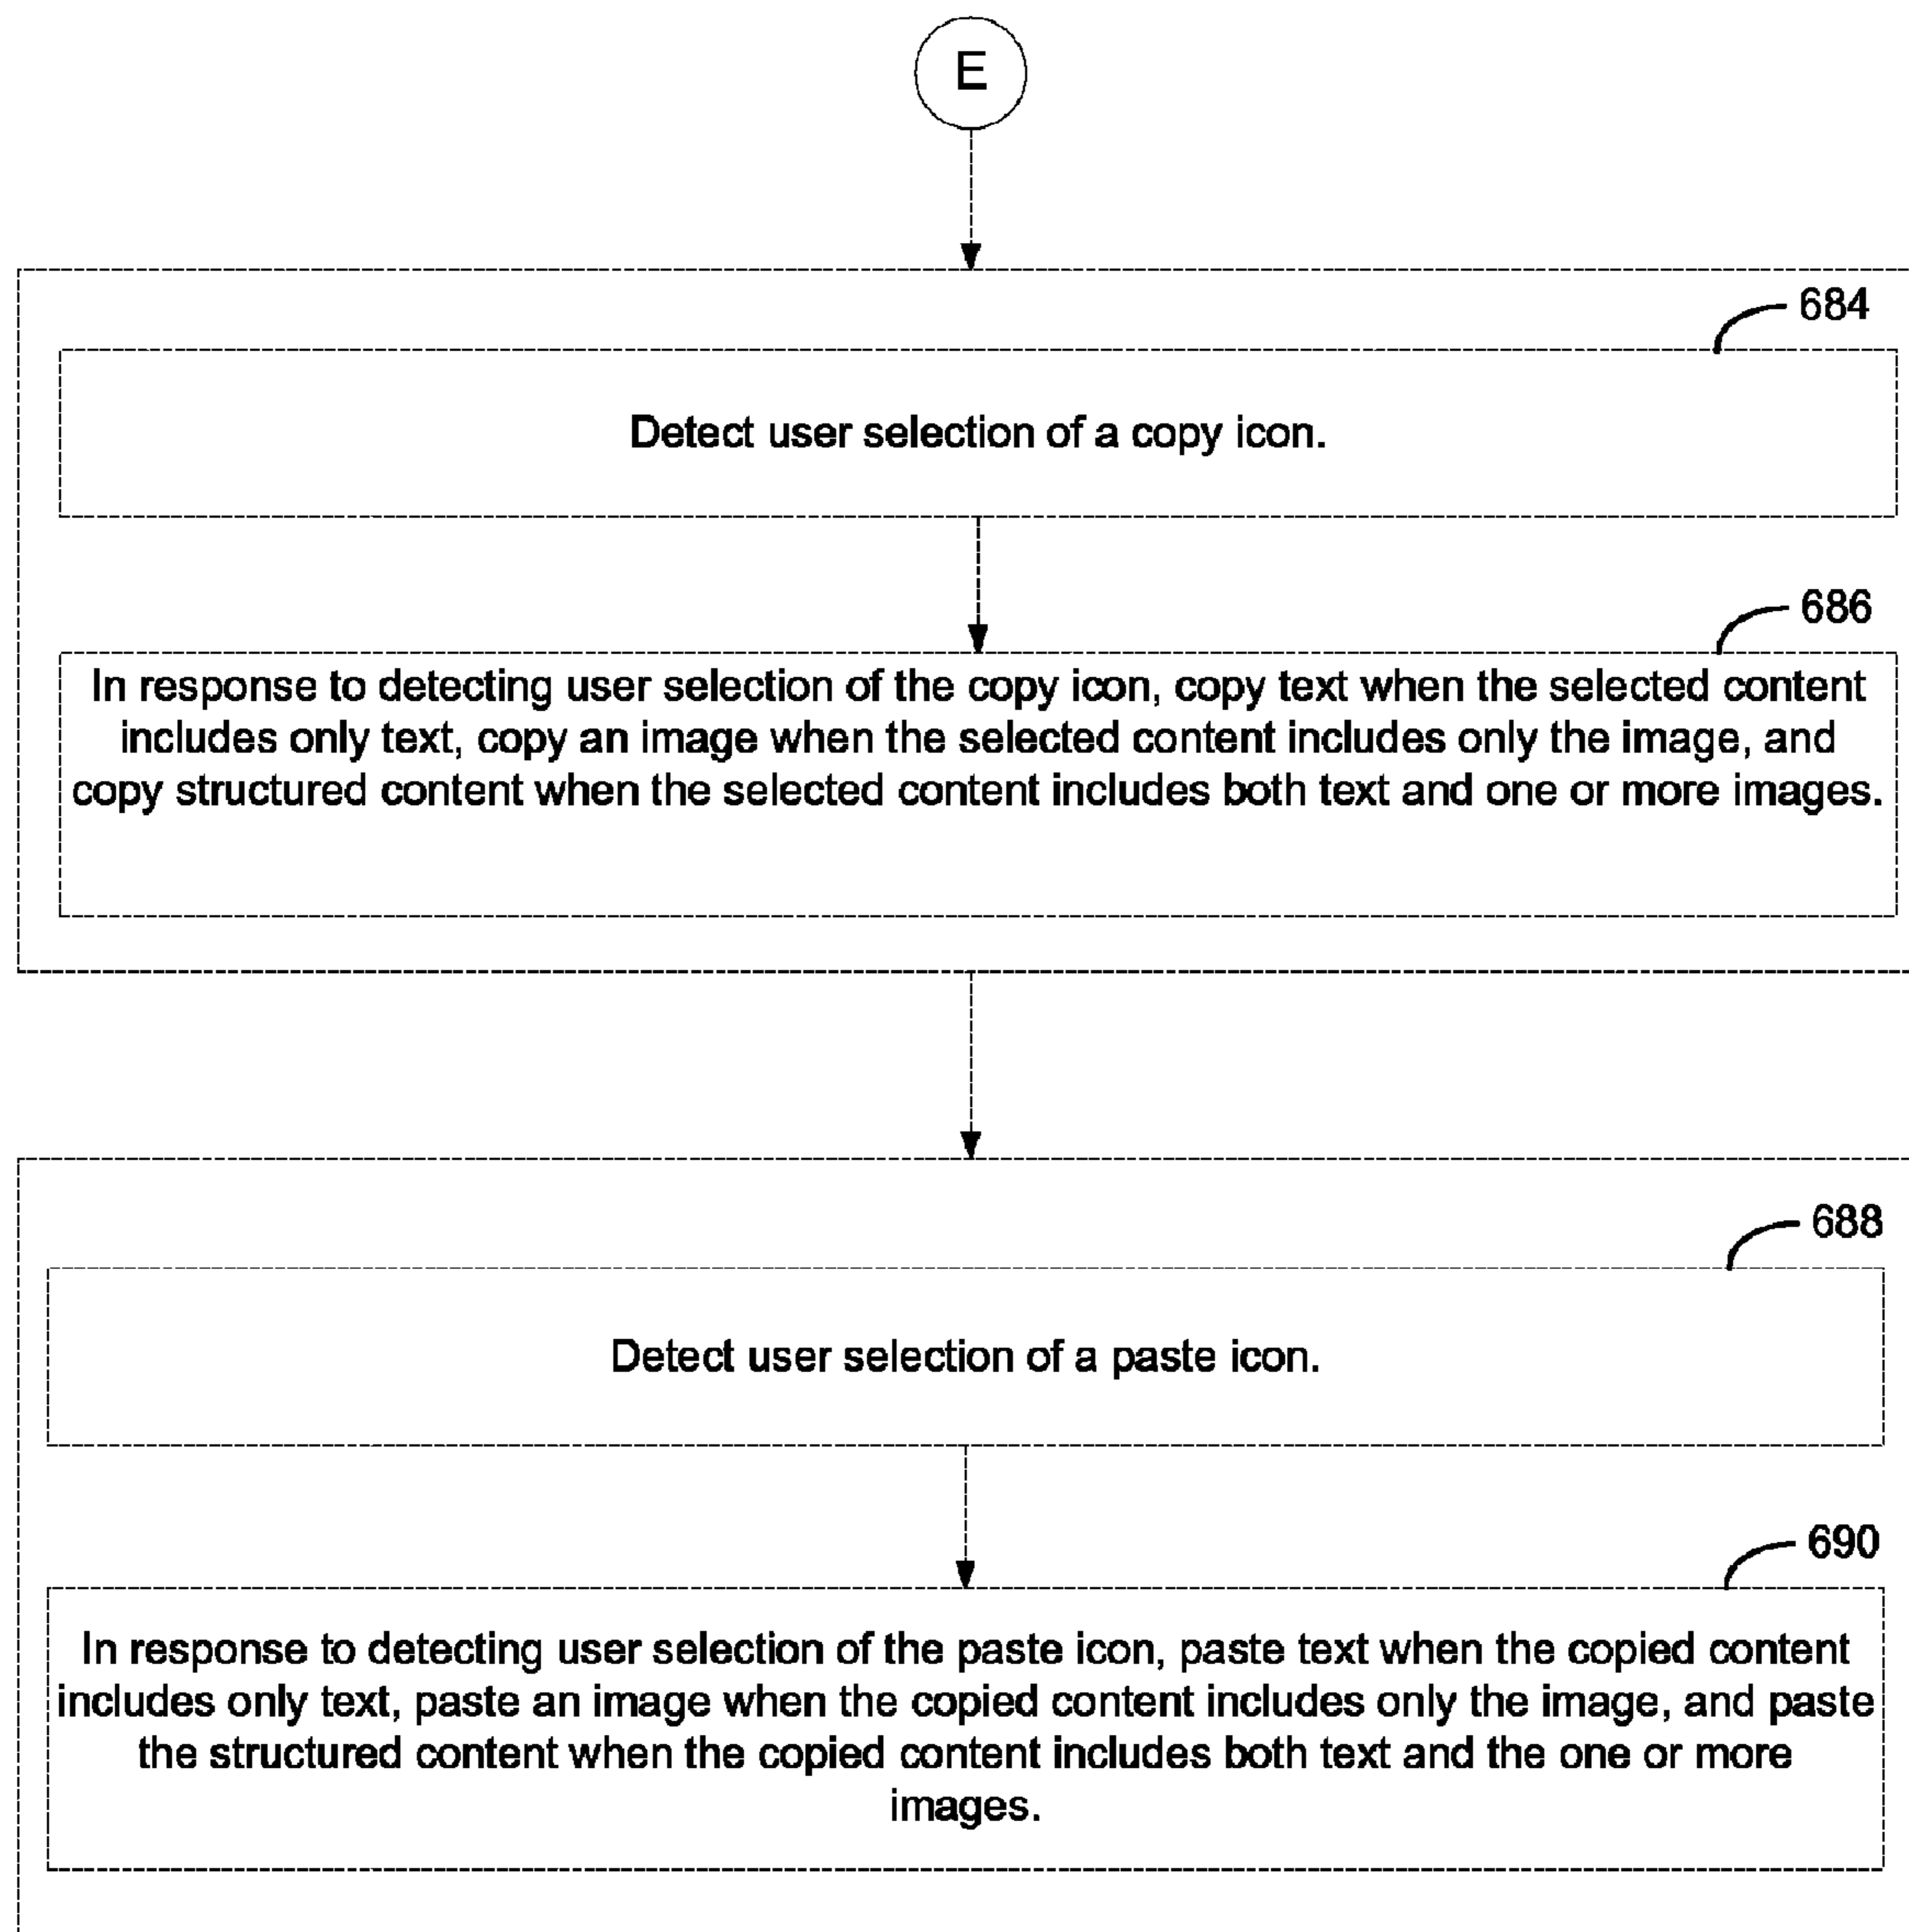 E
684
Detect user selection of a copy icon.
686
In response to detecting user selection of the copy icon, copy text when the selected content
includes only text, copy an image when the selected content includes only the image, and
copy structured content when the selected content includes both text and one or more images.
688
Detect user selection of a paste icon.
690
In response to detecting user selection of the paste icon, paste text when the copied content
includes only text, paste an image when the copied content includes only the image, and paste
the structured content when the copied content includes both text and the one or more
images.